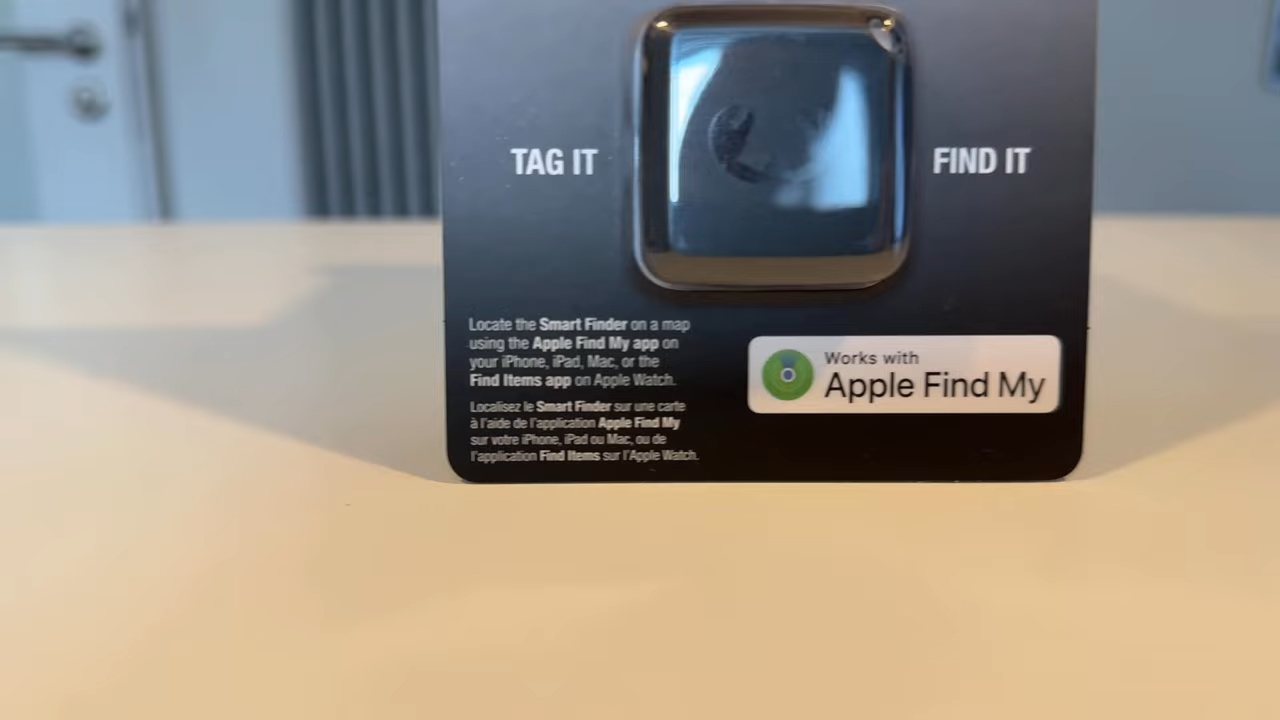 TAG IT
FIND IT
Locate the Smart Finder on a map
using the Apple Find My app on
your iPhone, iPad, Mac, or the
Find Items app on Apple Watch.
Localisez le Smart Finder sur une carte
à l'aide de l'application Apple Find My
sur votre iPhone, iPad ou Mac, ou de
l'application Find Items sur l'Apple Watch.
Works with
Apple Find My